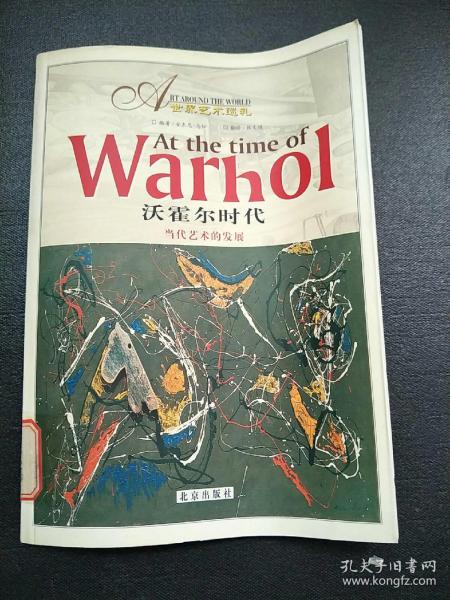 ART AROUND THE WORLD
世界艺术巡礼
At the time of
Warhol
沃霍尔时代
当代艺术的发展
北京出版社
孔夫子旧书网
www.kongfz.com